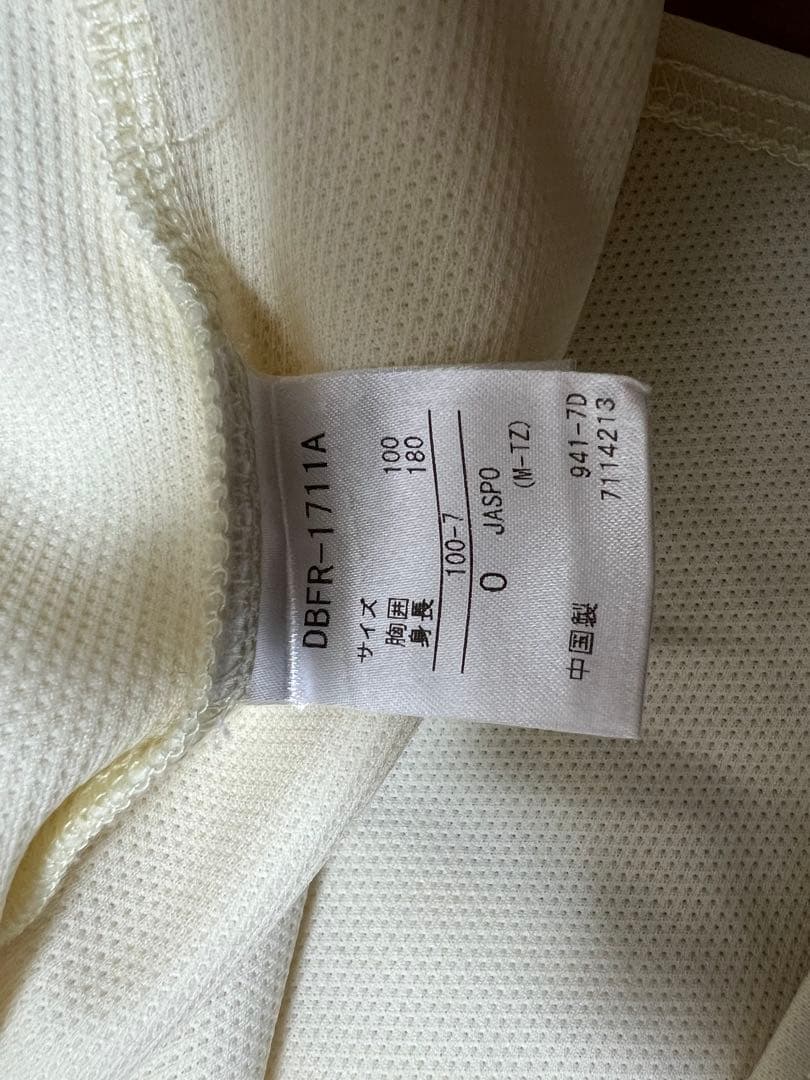 DBFR-1711A
サイズ
胸囲 100
身長 180
100-7
O JASPO
(M-TZ)
中国製 941-7D
7114213